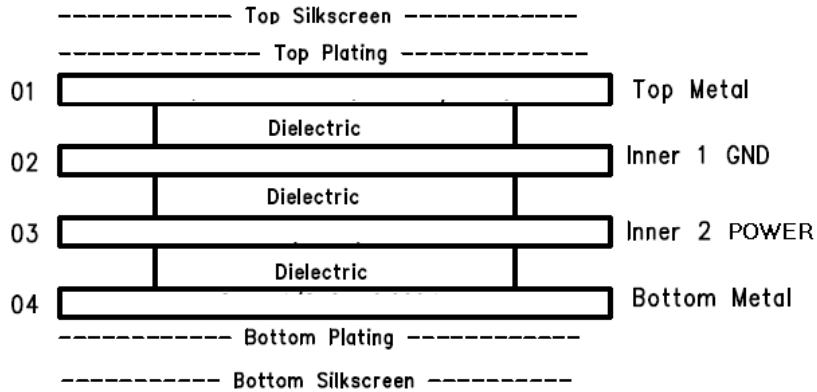 Top Silkscreen
Top Plating
01 Top Metal
Dielectric
02 Inner 1 GND
Dielectric
03 Inner 2 POWER
Dielectric
04 Bottom Metal
Bottom Plating
Bottom Silkscreen